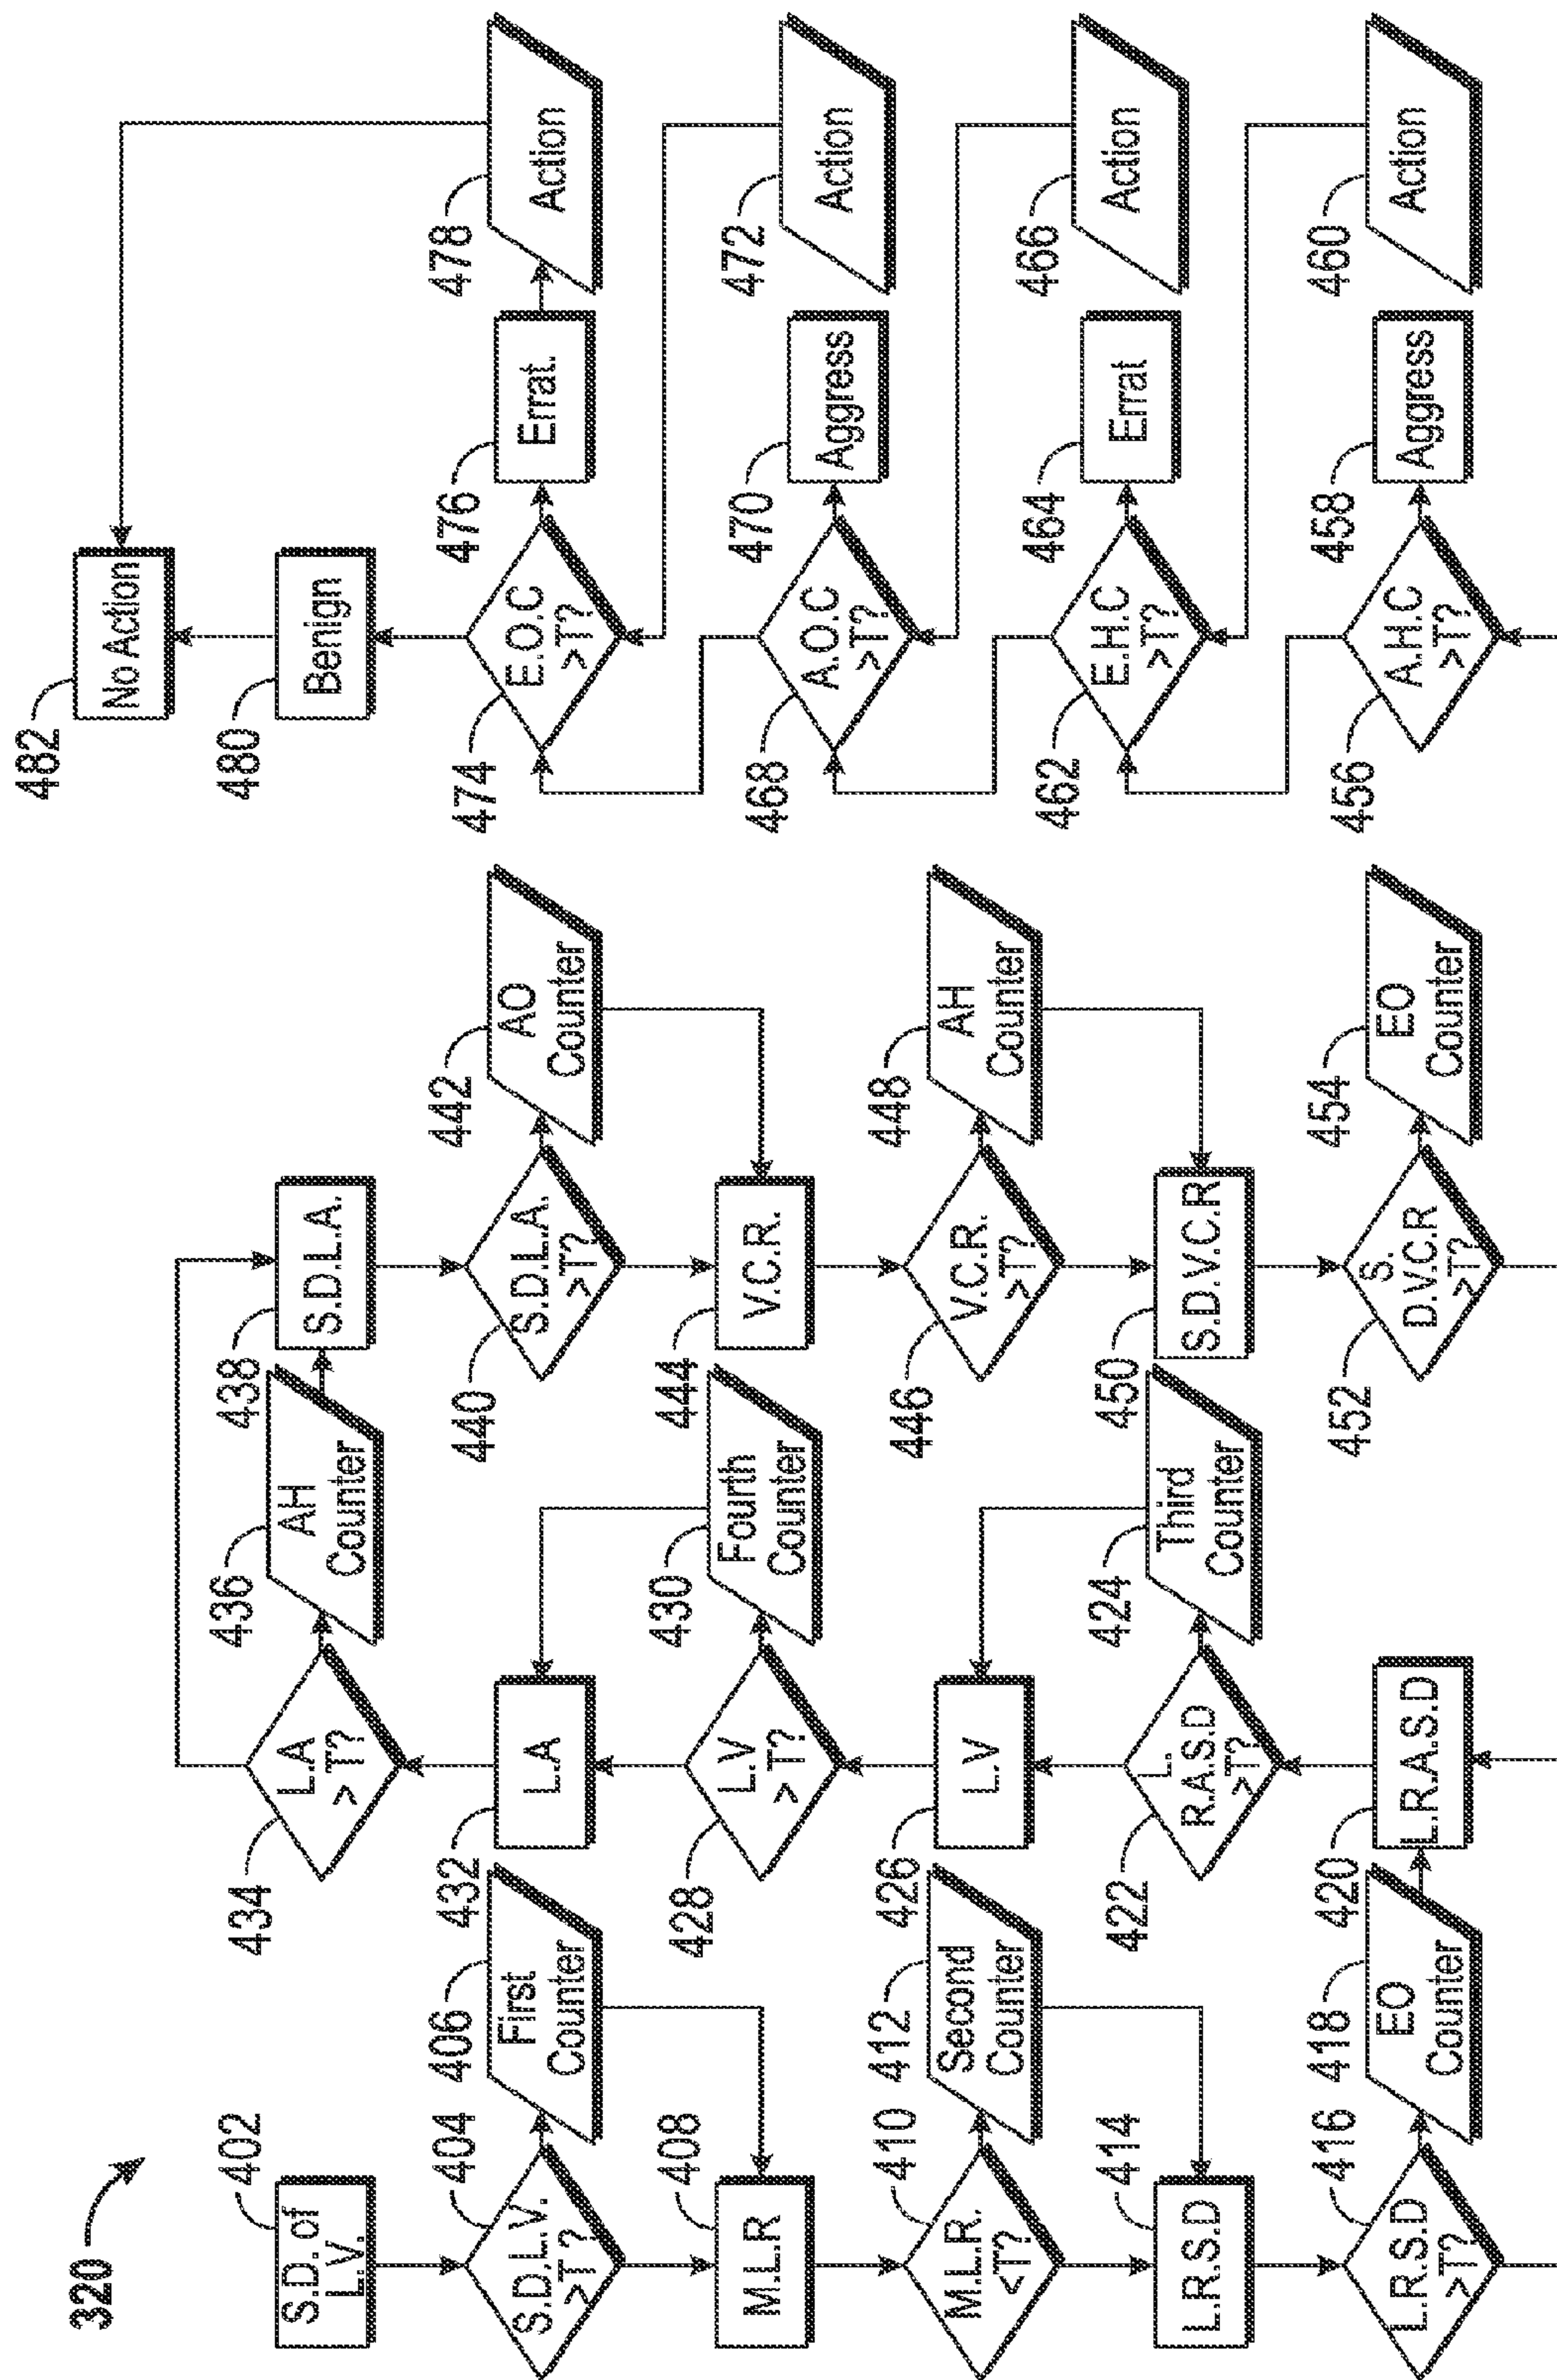 320
402
S.D. of
L.V.
404
S.D.L.V.
>T?
406
First
Counter
408
M.L.R
410
M.L.R.
<T?
412
Second
Counter
414
L.R.S.D
416
L.R.S.D
>T?
418
EO
Counter
420
L.R.A.S.D
422
L.
R.A.S.D
>T?
424
Third
Counter
426
L.V
428
L.V
>T?
430
Fourth
Counter
432
L.A
434
L.A
>T?
436
AH
Counter
438
S.D.L.A.
440
S.D.L.A.
>T?
442
AO
Counter
444
V.C.R.
446
V.C.R.
>T?
448
AH
Counter
450
S.D.V.C.R
452
S.
D.V.C.R
>T?
454
EO
Counter
456
A.H.C
>T?
458
Aggress
460
Action
462
E.H.C
>T?
464
Errat
466
Action
468
A.O.C
>T?
470
Aggress
472
Action
474
E.O.C
>T?
476
Errat.
478
Action
480
Benign
482
No Action